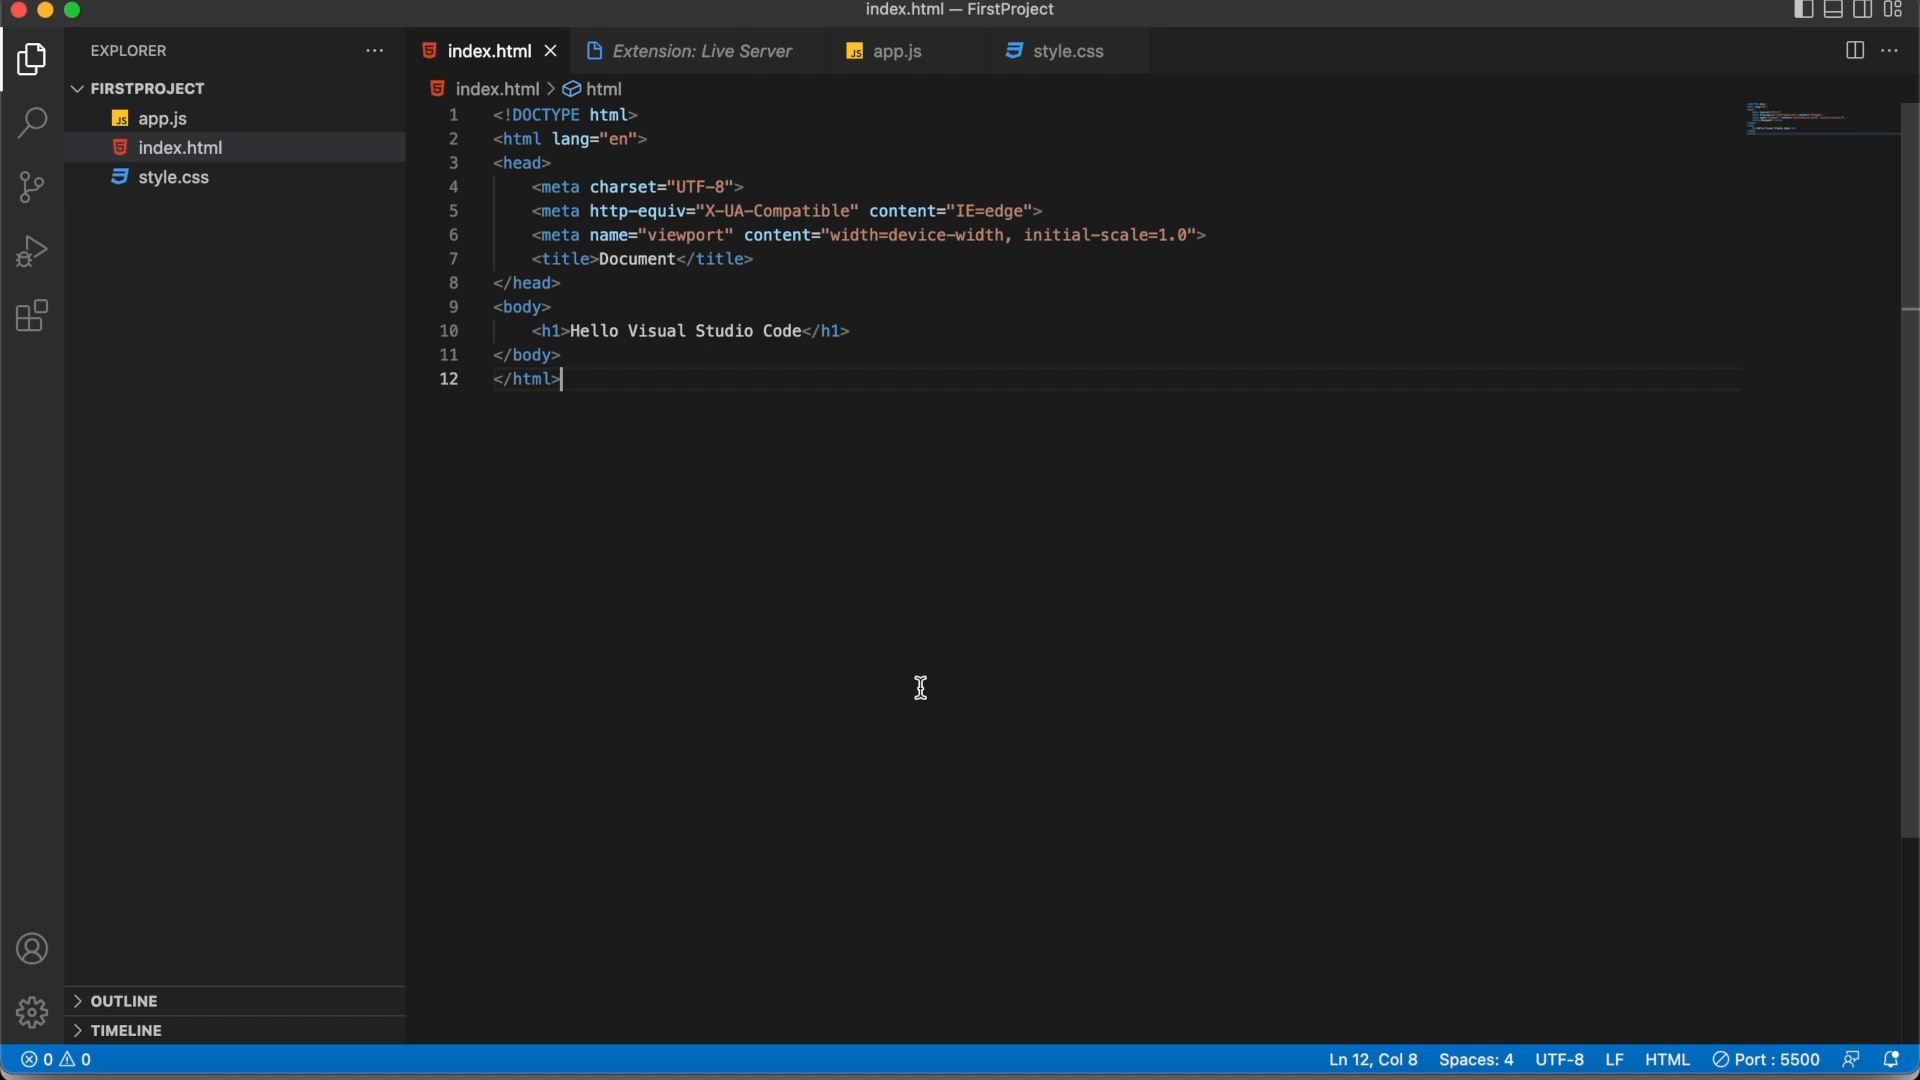 index.html — FirstProject
EXPLORER
FIRSTPROJECT
JS app.js
index.html
style.css
OUTLINE
TIMELINE
index.html
Extension: Live Server
JS app.js
style.css
index.html > html
1 <!DOCTYPE html>
2 <html lang="en">
3 <head>
4     <meta charset="UTF-8">
5     <meta http-equiv="X-UA-Compatible" content="IE=edge">
6     <meta name="viewport" content="width=device-width, initial-scale=1.0">
7     <title>Document</title>
8 </head>
9 <body>
10     <h1>Hello Visual Studio Code</h1>
11 </body>
12 </html>
0 0
Ln 12, Col 8 Spaces: 4 UTF-8 LF HTML Port : 5500